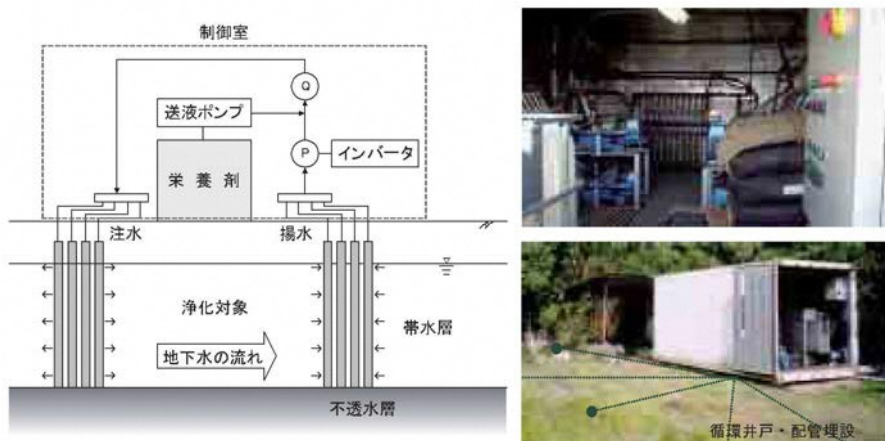 制御室
Q
送液ポンプ
P
インバータ
栄養剤
注水
揚水
浄化対象
帯水層
地下水の流れ
不透水層
循環井戸・配管埋設